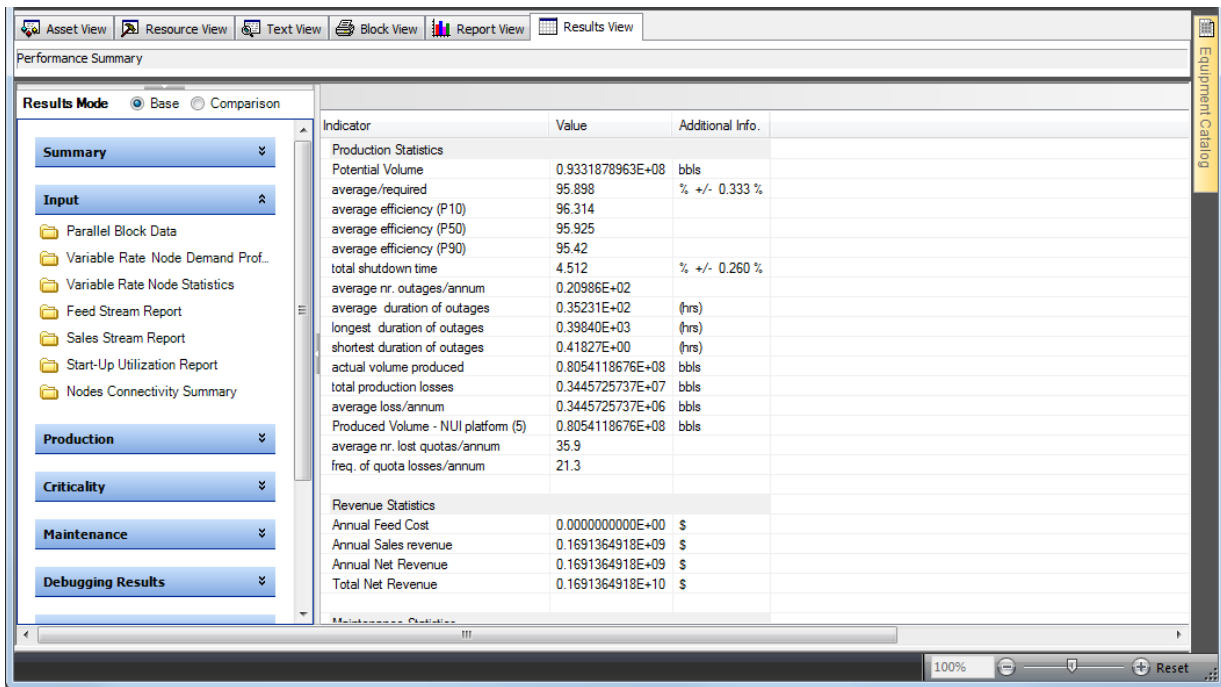 Asset View Resource View Text View Block View Report View Results View
Performance Summary
Equipment Catalog
Results Mode Base Comparison
Summary
Input
Parallel Block Data
Variable Rate Node Demand Prof...
Variable Rate Node Statistics
Feed Stream Report
Sales Stream Report
Start-Up Utilization Report
Nodes Connectivity Summary
Production
Criticality
Maintenance
Debugging Results
Indicator Value Additional Info.
Production Statistics
Potential Volume 0.9331878963E+08 bbls
average/required 95.898 % +/- 0.333 %
average efficiency (P10) 96.314
average efficiency (P50) 95.925
average efficiency (P90) 95.42
total shutdown time 4.512 % +/- 0.260 %
average nr. outages/annum 0.20986E+02
average duration of outages 0.35231E+02 (hrs)
longest duration of outages 0.39840E+03 (hrs)
shortest duration of outages 0.41827E+00 (hrs)
actual volume produced 0.8054118676E+08 bbls
total production losses 0.3445725737E+07 bbls
average loss/annum 0.3445725737E+06 bbls
Produced Volume - NUI platform (5) 0.8054118676E+08 bbls
average nr. lost quotas/annum 35.9
freq. of quota losses/annum 21.3
Revenue Statistics
Annual Feed Cost 0.0000000000E+00 $
Annual Sales revenue 0.1691364918E+09 $
Annual Net Revenue 0.1691364918E+09 $
Total Net Revenue 0.1691364918E+10 $
100% Reset